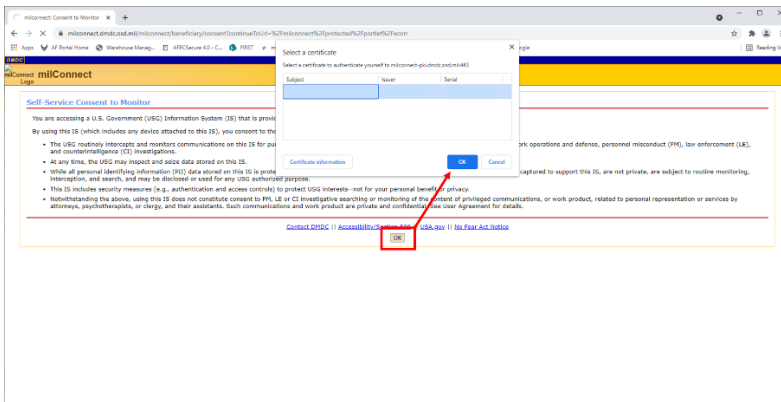 milconnect: Consent to Monitor
milconnect.dmdc.osd.mil/milconnect/beneficiary/consent?continueToUrl=%2Fmilconnect%2Fprotected%2Fportlet%2Fecorr
Apps AF Portal Home Warehouse Manag... AFPCSecure 4.0 - C... FIRST
Reading
DMDC
milConnect Logo milConnect
Self-Service Consent to Monitor
You are accessing a U.S. Government (USG) Information System (IS) that is
By using this IS (which includes any device attached to this IS), you consent to the
The USG routinely intercepts and monitors communications on this IS for operations and defense, personnel misconduct (PM), law enforcement (LE),
and counterintelligence (CI) investigations.
At any time, the USG may inspect and seize data stored on this IS.
While all personal identifying information (PII) data stored on this IS is captured to support this IS, are not private, are subject to routine monitoring,
interception, and search, and may be disclosed or used for any USG authorized purpose.
This IS includes security measures (e.g., authentication and access controls) to protect USG interests--not for your personal benefit or privacy.
Notwithstanding the above, using this IS does not constitute consent to PM, LE or CI investigative searching or monitoring of the content of privileged communications, or work product, related to personal representation or services by
attorneys, psychotherapists, or clergy, and their assistants. Such communications and work product are private and confidential. See User Agreement for details.
Contact DMDC || Accessibility/Section 508 USA.gov || No Fear Act Notice
OK
Select a certificate
Select a certificate to authenticate yourself to milconnect-pki.dmdc.osd.mil:443
Subject Issuer Serial
Certificate information OK Cancel